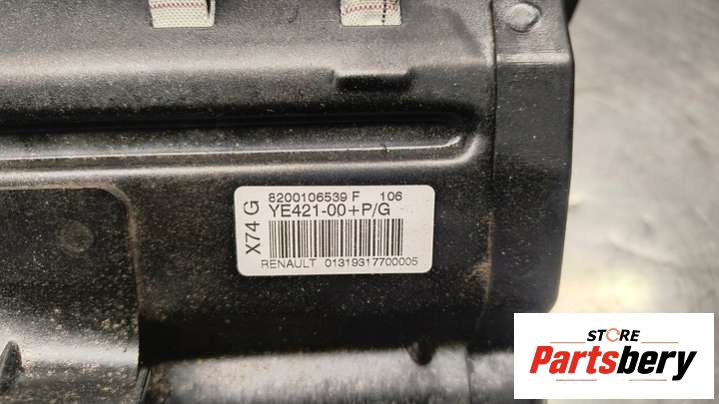 X74 G
8200106539 F 106
YE421-00+P/G
RENAULT 01319317700005
STORE
Partsbery